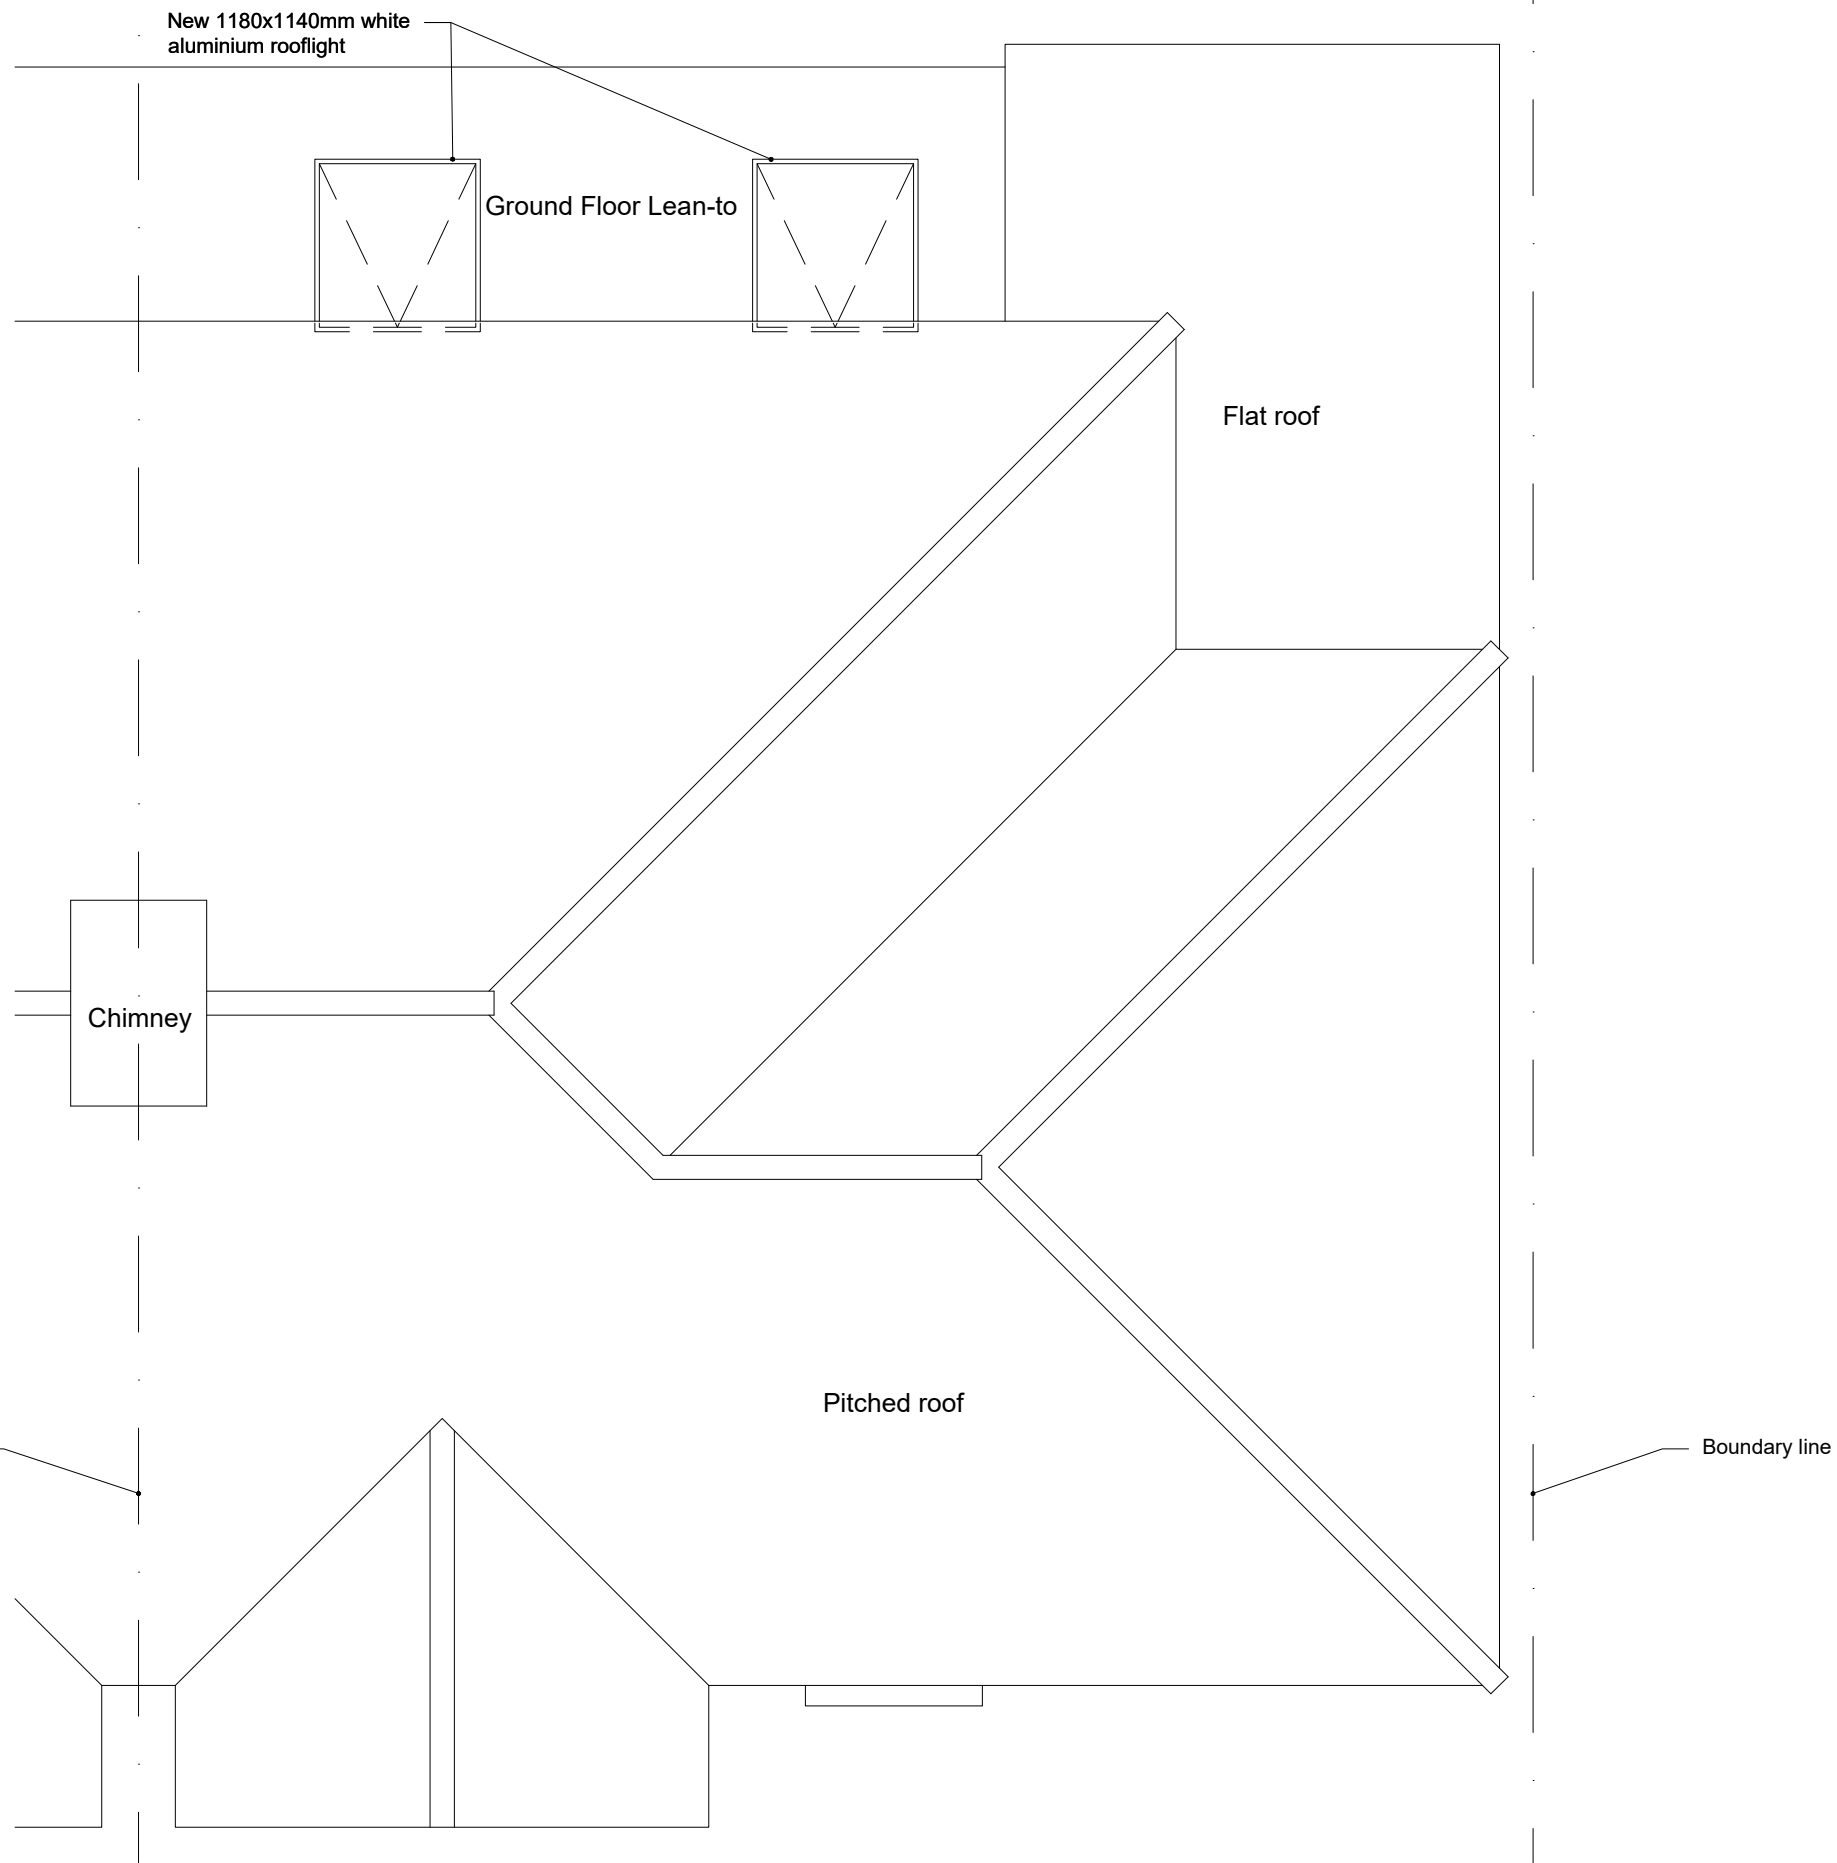 New 1180x1140mm white
aluminium rooflight
Ground Floor Lean-to
Flat roof
Chimney
Pitched roof
Boundary line